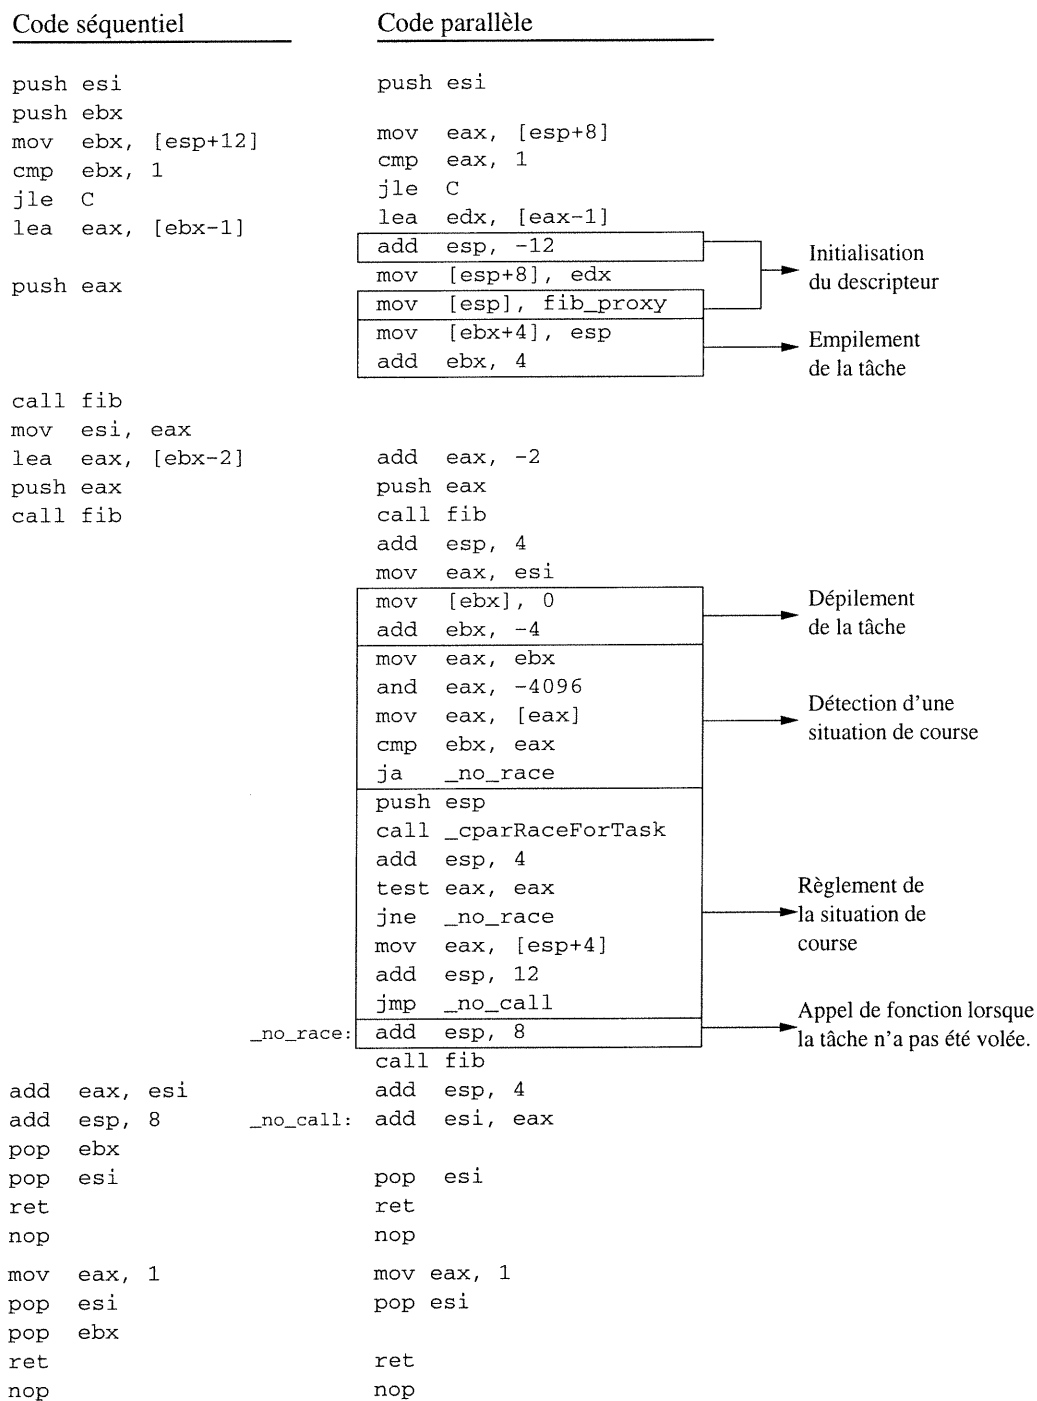 Code séquentiel
push esi
push ebx
mov ebx, [esp+12]
cmp ebx, 1
jle C
lea eax, [ebx-1]
push eax
call fib
mov esi, eax
lea eax, [ebx-2]
push eax
call fib
add eax, esi
add esp, 8
pop ebx
pop esi
ret
nop
mov eax, 1
pop esi
pop ebx
ret
nop
Code parallèle
push esi
mov eax, [esp+8]
cmp eax, 1
jle C
lea edx, [eax-1]
add esp, -12
mov [esp+8], edx
mov [esp], fib_proxy
mov [ebx+4], esp
add ebx, 4
add eax, -2
push eax
call fib
add esp, 4
mov eax, esi
mov [ebx], 0
add ebx, -4
mov eax, ebx
and eax, -4096
mov eax, [eax]
cmp ebx, eax
ja _no_race
push esp
call _cparRaceForTask
add esp, 4
test eax, eax
jne _no_race
mov eax, [esp+4]
add esp, 12
jmp _no_call
_no_race: add esp, 8
call fib
add esp, 4
_no_call: add esi, eax
pop esi
ret
nop
mov eax, 1
pop esi
ret
nop
Initialisation
du descripteur
Empilement
de la tâche
Dépilement
de la tâche
Détection d'une
situation de course
Règlement de
la situation de
course
Appel de fonction lorsque
la tâche n'a pas été volée.